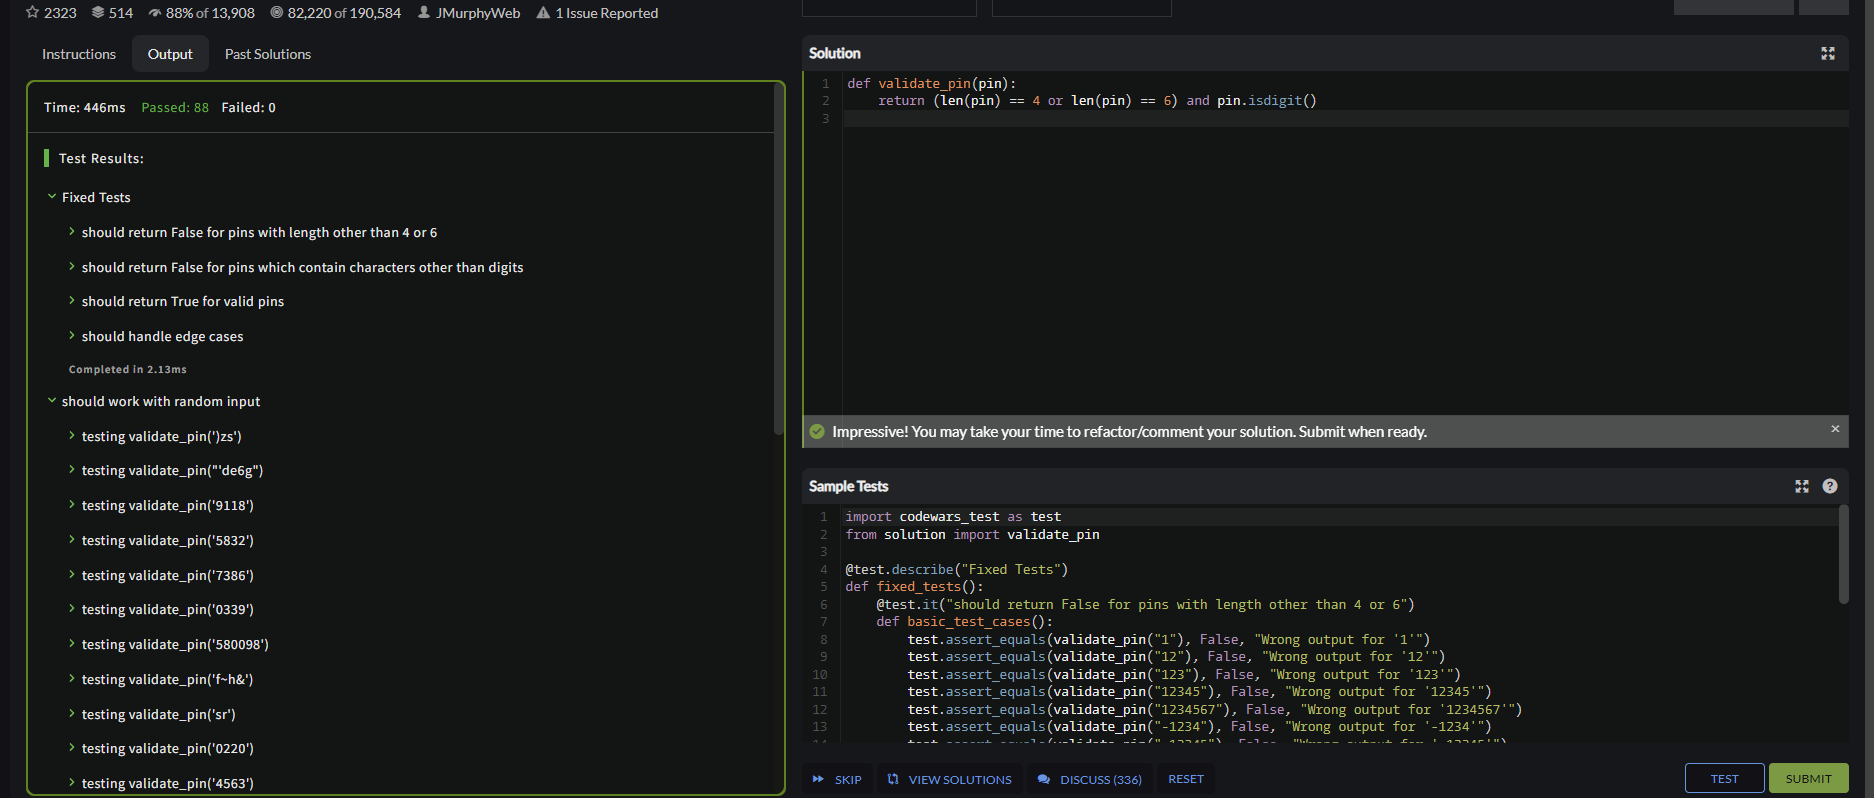 2323 514 88% of 13,908 82,220 of 190,584 JMurphyWeb 1 Issue Reported
Instructions Output Past Solutions
Time: 446ms Passed: 88 Failed: 0
Test Results:
Fixed Tests
should return False for pins with length other than 4 or 6
should return False for pins which contain characters other than digits
should return True for valid pins
should handle edge cases
Completed in 2.13ms
should work with random input
testing validate_pin(')zs')
testing validate_pin("'de6g")
testing validate_pin('9118')
testing validate_pin('5832')
testing validate_pin('7386')
testing validate_pin('0339')
testing validate_pin('580098')
testing validate_pin('f~h&')
testing validate_pin('sr')
testing validate_pin('0220')
testing validate_pin('4563')
Solution
1 def validate_pin(pin):
2 return (len(pin) == 4 or len(pin) == 6) and pin.isdigit()
3
Impressive! You may take your time to refactor/comment your solution. Submit when ready.
Sample Tests
1 import codewars_test as test
2 from solution import validate_pin
3
4 @test.describe("Fixed Tests")
5 def fixed_tests():
6 @test.it("should return False for pins with length other than 4 or 6")
7 def basic_test_cases():
8 test.assert_equals(validate_pin("1"), False, "Wrong output for '1'")
9 test.assert_equals(validate_pin("12"), False, "Wrong output for '12'")
10 test.assert_equals(validate_pin("123"), False, "Wrong output for '123'")
11 test.assert_equals(validate_pin("12345"), False, "Wrong output for '12345'")
12 test.assert_equals(validate_pin("1234567"), False, "Wrong output for '1234567'")
13 test.assert_equals(validate_pin("-1234"), False, "Wrong output for '-1234'")
SKIP VIEW SOLUTIONS DISCUSS (336) RESET TEST SUBMIT